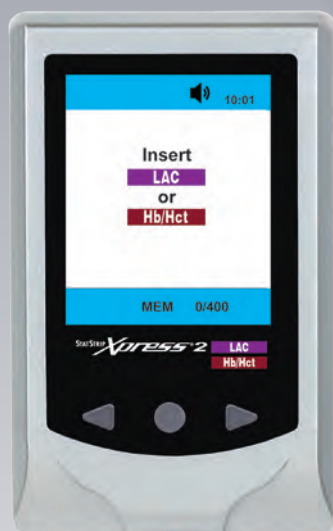 10:01
Insert
LAC
or
Hb/Hct
MEM 0/400
StatStrip Xpress® 2 LAC
Hb/Hct